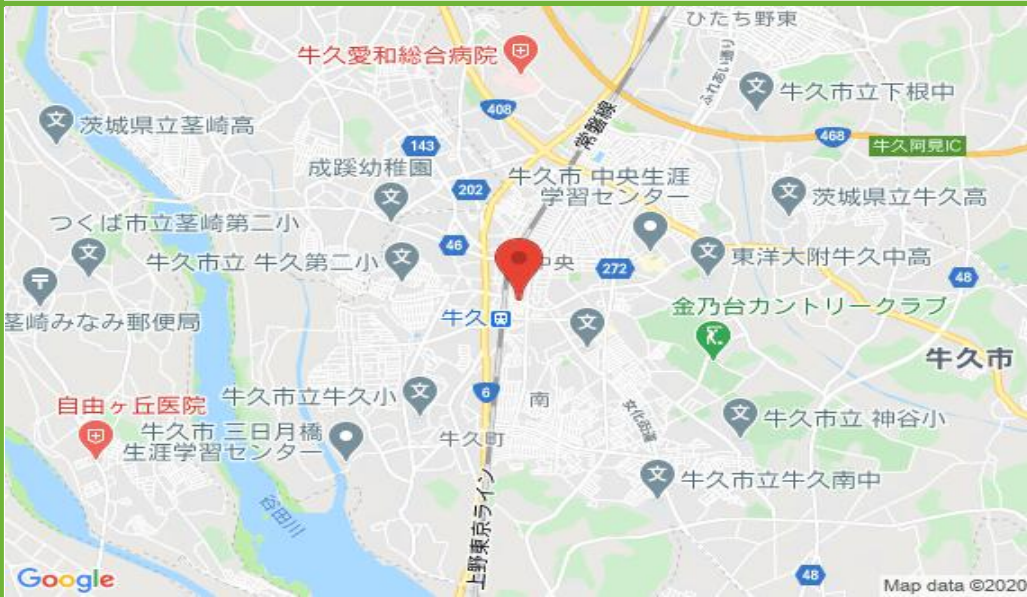 ひたち野東
牛久愛和総合病院
ふれあい通り
牛久市立下根中
408
常磐線
茨城県立茎崎高
468
143
牛久阿見IC
成蹊幼稚園
牛久市 中央生涯
学習センター
202
茨城県立牛久高
つくば市立茎崎第二小
46
牛久市立 牛久第二小
中央
272
東洋大附牛久中高
48
金乃台カントリークラブ
茎崎みなみ郵便局
牛久
牛久市
6
牛久市立牛久小
南
女化街道
自由ヶ丘医院
牛久市 三日月橋
生涯学習センター
牛久町
牛久市立 神谷小
牛久市立牛久南中
谷田川
上野東京ライン
48
Google
Map data ©2020